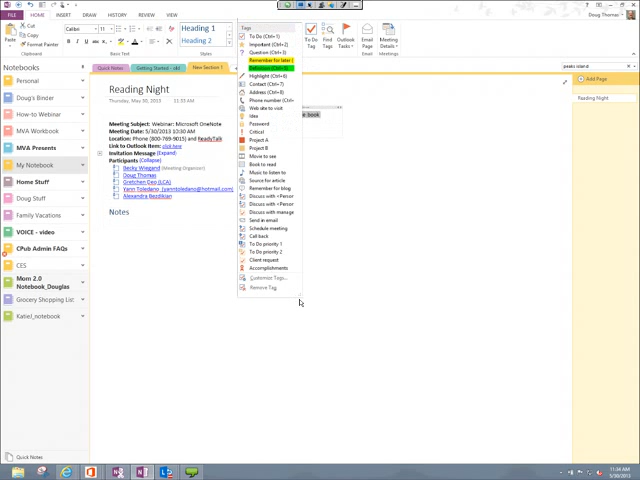 Doug Thomas
FILE HOME INSERT DRAW HISTORY REVIEW VIEW
Cut
Copy
Format Painter
Paste
Clipboard
Calibri
11
B I U abc
Basic Text
Heading 1
Heading 2
To Do Tag
Find Tags
Outlook Tasks
Tags
Email Page
Email
Meeting Details
Meetings
Tags
To Do (Ctrl+1)
Important (Ctrl+2)
Question (Ctrl+3)
Remember for later (
Definition (Ctrl+5)
Highlight (Ctrl+6)
Contact (Ctrl+7)
Address (Ctrl+8)
Phone number (Ctrl+
Web site to visit
Idea
Password
Critical
Project A
Project B
Movie to see
Book to read
Music to listen to
Source for article
Remember for blog
Discuss with <Person
Discuss with <Person
Discuss with manage
Send in email
Schedule meeting
Call back
To Do priority 1
To Do priority 2
Client request
Accomplishments
Customize Tags...
Remove Tag
Notebooks
Personal
Doug's Binder
How-to Webinar
MVA Workbook
MVA Presents
My Notebook
Home Stuff
Doug Stuff
Family Vacations
VOICE - video
CPub Admin FAQs
CES
Mom 2.0 Notebook_Douglas
Grocery Shopping List
KatieJ_notebook
Quick Notes
Quick Notes
Getting Started - old
New Section 1
peaks island
Add Page
Reading Night
Reading Night
Thursday, May 30, 2013 11:33 AM
Meeting Subject: Webinar: Microsoft OneNote
Meeting Date: 5/30/2013 10:30 AM
Location: Phone (800-769-9015) and ReadyTalk
Link to Outlook Item: click here
Invitation Message (Expand)
Participants (Collapse)
Becky Wiegand (Meeting Organizer)
Doug Thomas
Gretchen Deo (LCA)
Yann Toledano, (yanntoledano@hotmail.com)
Alexandra Bezdikian
Notes
book
11:34 AM
5/30/2013